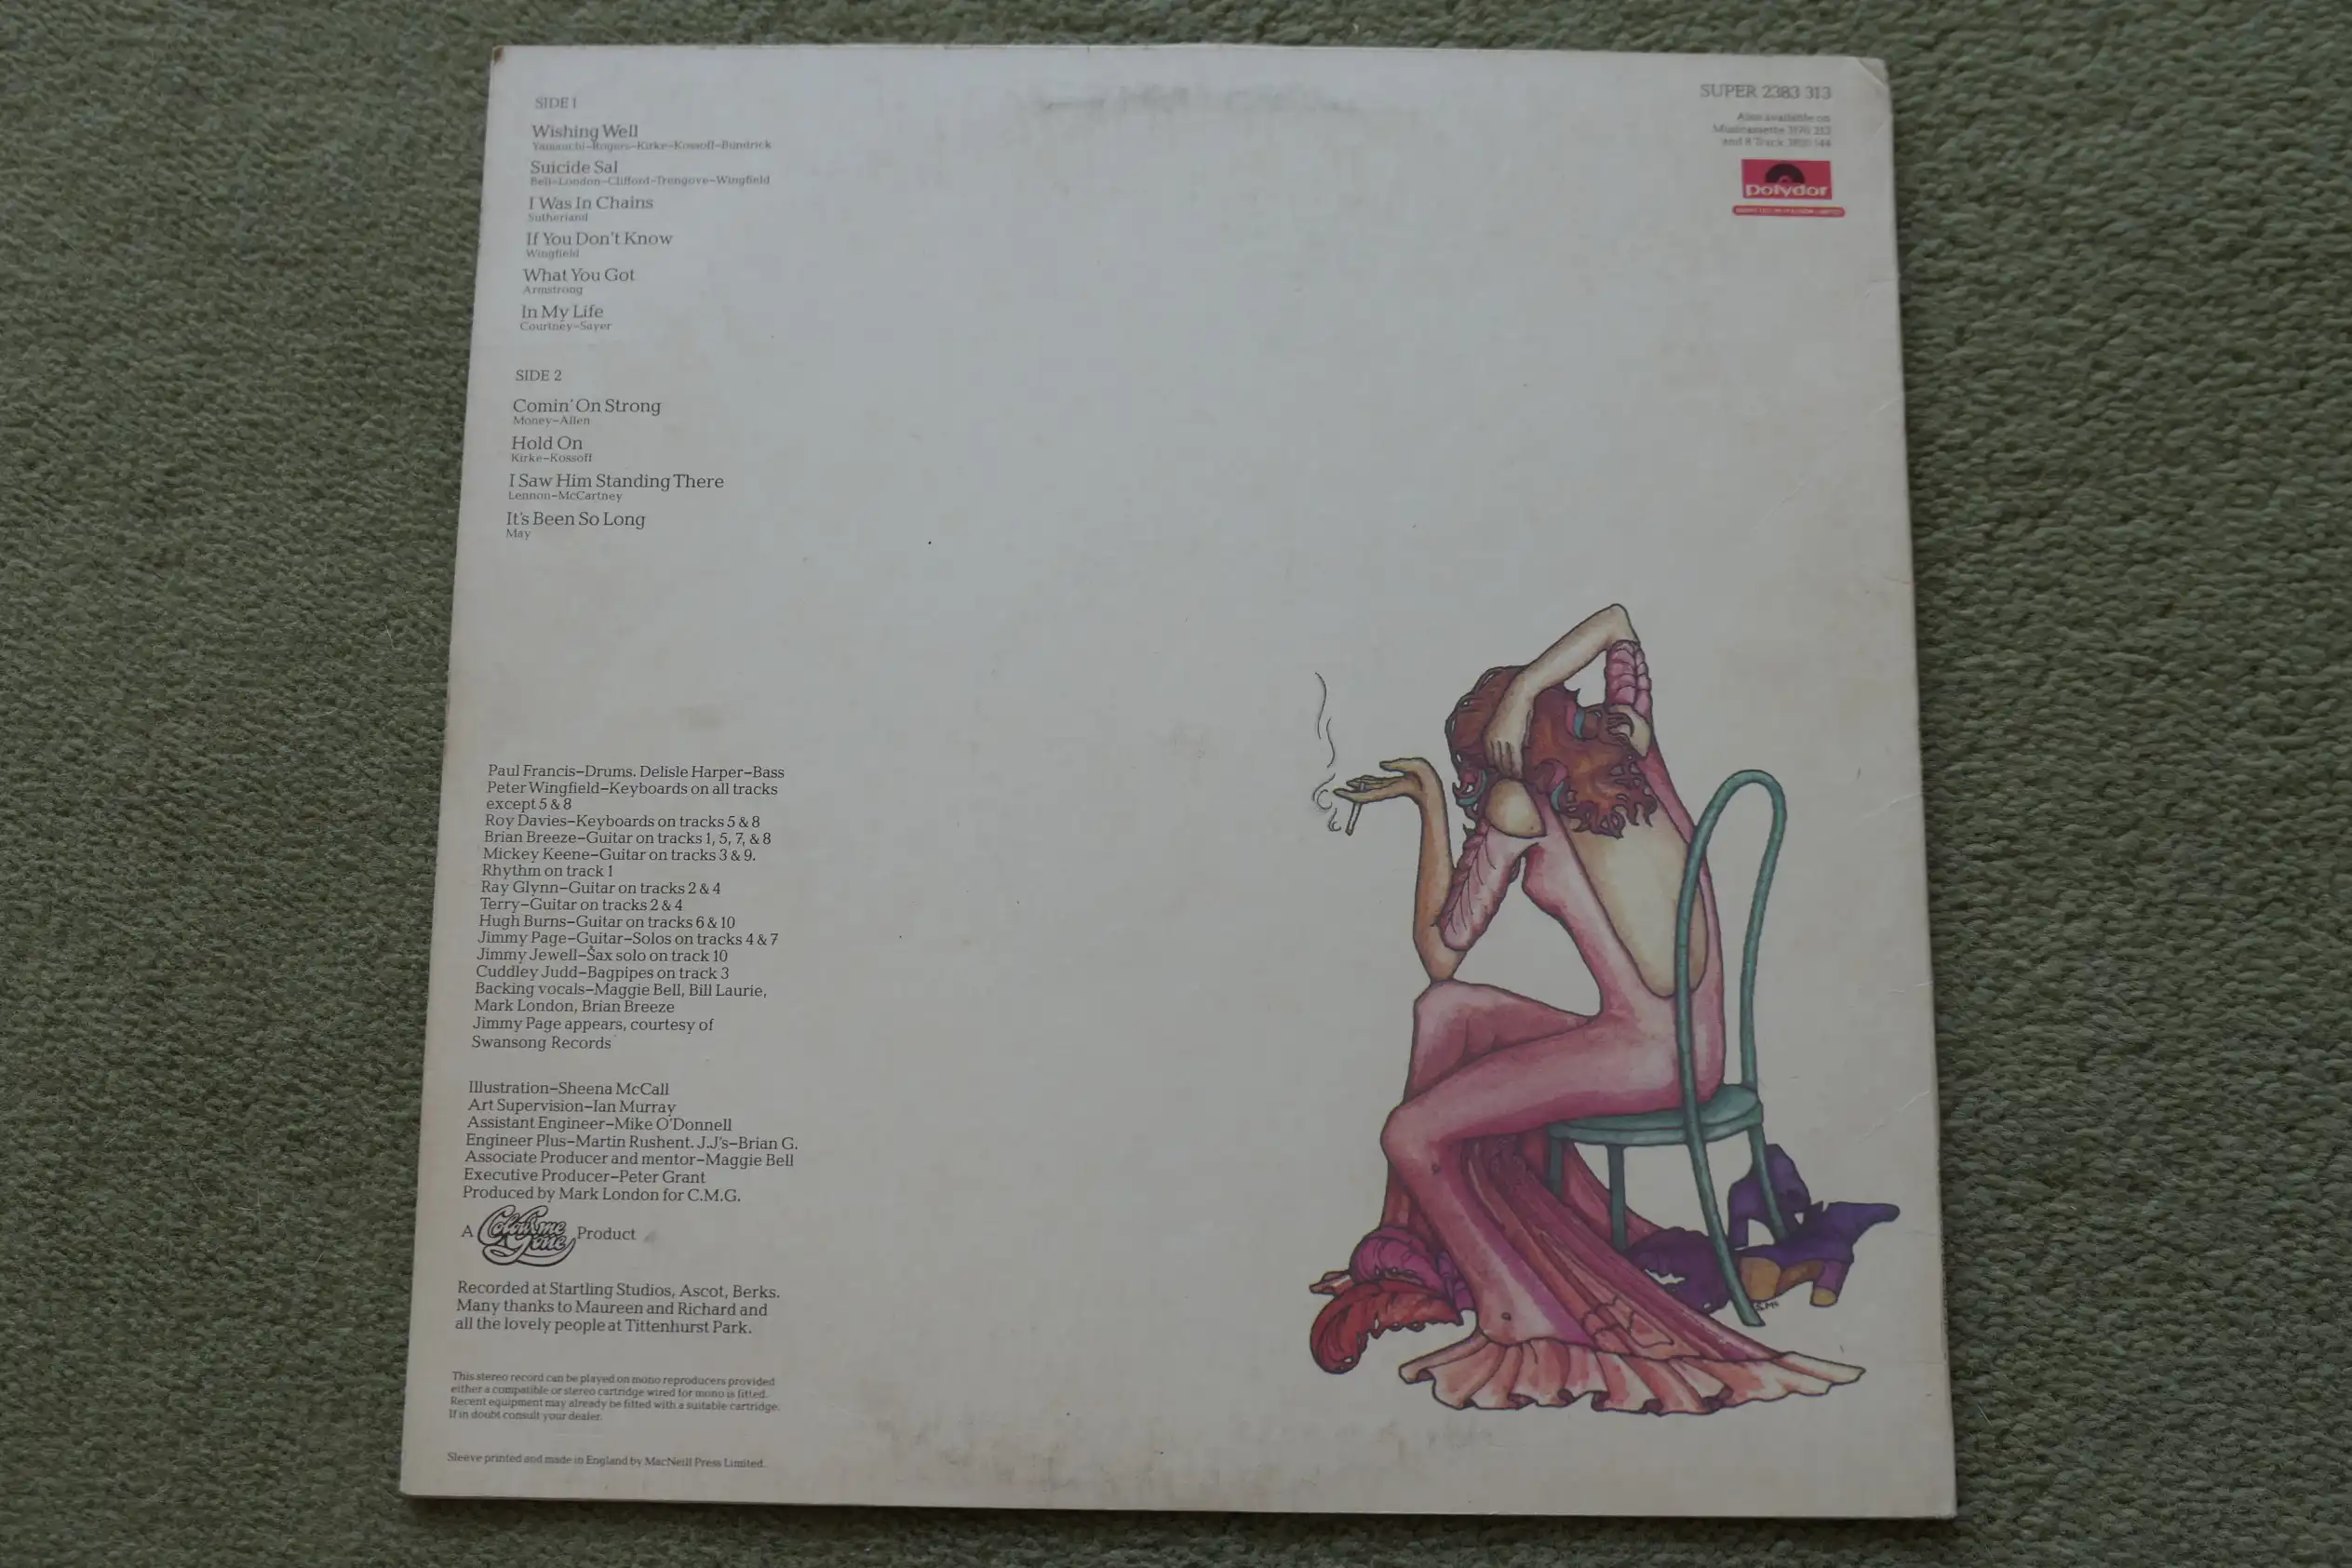 SIDE 1
Wishing Well
Yamauchi–Rogers–Kirke–Kossoff–Bundrick
Suicide Sal
Bell–London–Clifford–Trengove–Wingfield
I Was In Chains
Sutherland
If You Don't Know
Wingfield
What You Got
Armstrong
In My Life
Courtney–Sayer
SIDE 2
Comin' On Strong
Money–Allen
Hold On
Kirke–Kossoff
I Saw Him Standing There
Lennon–McCartney
It's Been So Long
May
SUPER 2383 313
Also available on
Musicassette
and 8 Track
polydor
Paul Francis–Drums. Delisle Harper–Bass
Peter Wingfield–Keyboards on all tracks
except 5 & 8
Roy Davies–Keyboards on tracks 5 & 8
Brian Breeze–Guitar on tracks 1, 5, 7, & 8
Mickey Keene–Guitar on tracks 3 & 9.
Rhythm on track 1
Ray Glynn–Guitar on tracks 2 & 4
Terry–Guitar on tracks 2 & 4
Hugh Burns–Guitar on tracks 6 & 10
Jimmy Page–Guitar–Solos on tracks 4 & 7
Jimmy Jewell–Sax solo on track 10
Cuddley Judd–Bagpipes on track 3
Backing vocals–Maggie Bell, Bill Laurie,
Mark London, Brian Breeze
Jimmy Page appears, courtesy of
Swansong Records
Illustration–Sheena McCall
Art Supervision–Ian Murray
Assistant Engineer–Mike O'Donnell
Engineer Plus–Martin Rushent. J.J's–Brian G.
Associate Producer and mentor–Maggie Bell
Executive Producer–Peter Grant
Produced by Mark London for C.M.G.
A Colour Me Gone Product
Recorded at Startling Studios, Ascot, Berks.
Many thanks to Maureen and Richard and
all the lovely people at Tittenhurst Park.
This stereo record can be played on mono reproducers provided
either a compatible or stereo cartridge wired for mono is fitted.
Recent equipment may already be fitted with a suitable cartridge.
If in doubt consult your dealer.
Sleeve printed and made in England by MacNeill Press Limited.